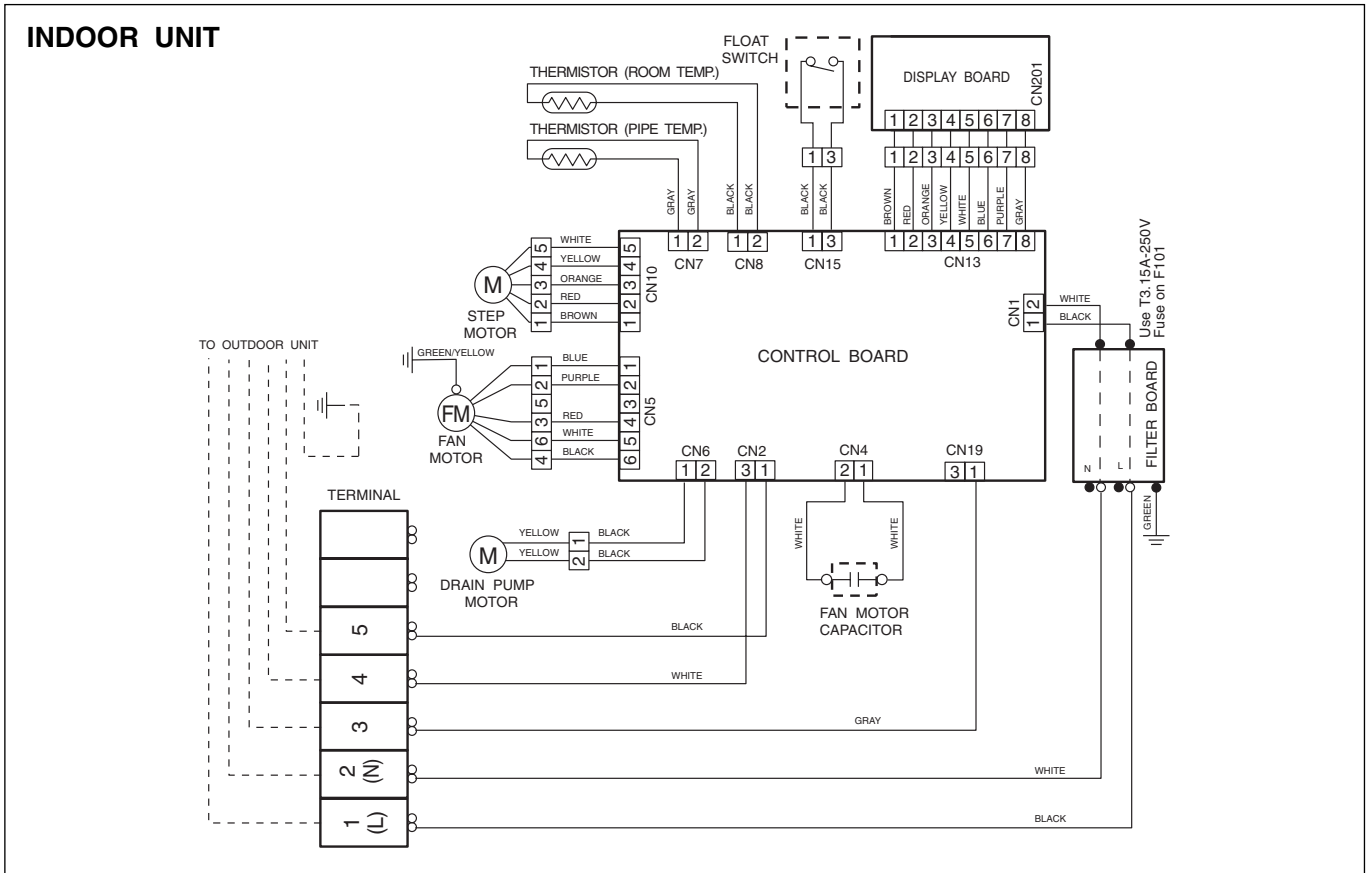 INDOOR UNIT
FLOAT
SWITCH
DISPLAY BOARD
CN201
1 2 3 4 5 6 7 8
THERMISTOR (ROOM TEMP.)
THERMISTOR (PIPE TEMP.)
1 3
1 2 3 4 5 6 7 8
GRAY
GRAY
BLACK
BLACK
BLACK
BLACK
BROWN
RED
ORANGE
YELLOW
WHITE
BLUE
PURPLE
GRAY
1 2
CN7
1 2
CN8
1 3
CN15
1 2 3 4 5 6 7 8
CN13
M
STEP
MOTOR
5 WHITE 5
4 YELLOW 4
3 ORANGE 3
2 RED 2
1 BROWN 1
CN10
CN1
2 WHITE
1 BLACK
Use T3.15A-250V
Fuse on F101
TO OUTDOOR UNIT
GREEN/YELLOW
FM
FAN
MOTOR
1 BLUE 1
2 PURPLE 2
5 3
3 RED 4
6 WHITE 5
4 BLACK 6
CN5
CONTROL BOARD
FILTER BOARD
N L
GREEN
CN6
1 2
CN2
3 1
CN4
2 1
CN19
3 1
TERMINAL
M
DRAIN PUMP
MOTOR
YELLOW 1 BLACK
YELLOW 2 BLACK
WHITE
WHITE
FAN MOTOR
CAPACITOR
5
BLACK
4
WHITE
3
GRAY
2
(N)
WHITE
1
(L)
BLACK